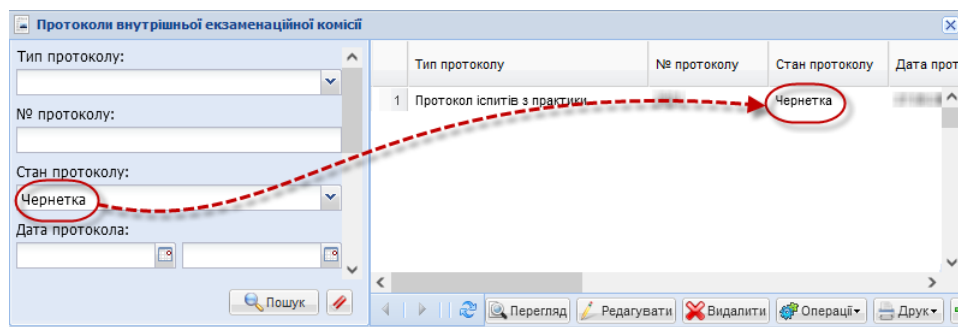 Протоколи внутрішньої екзаменаційної комісії
Тип протоколу:
№ протоколу:
Стан протоколу:
Чернетка
Дата протокола:
Пошук
Тип протоколу № протоколу Стан протоколу Дата прот
1 Протокол іспитів з практики Чернетка
Перегляд Редагувати Видалити Операції Друк